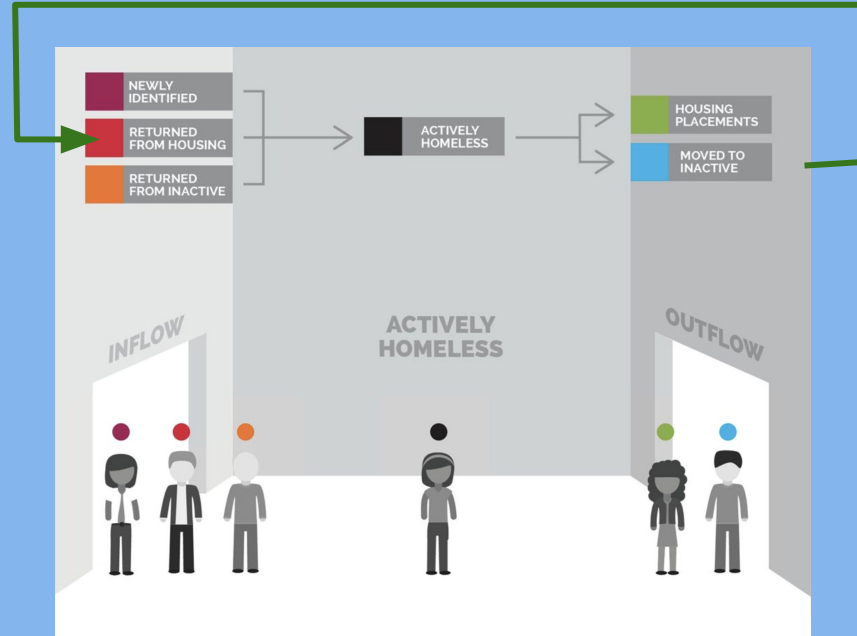 NEWLY
IDENTIFIED
RETURNED
FROM HOUSING
RETURNED
FROM INACTIVE
ACTIVELY
HOMELESS
HOUSING
PLACEMENTS
MOVED TO
INACTIVE
INFLOW
ACTIVELY
HOMELESS
OUTFLOW